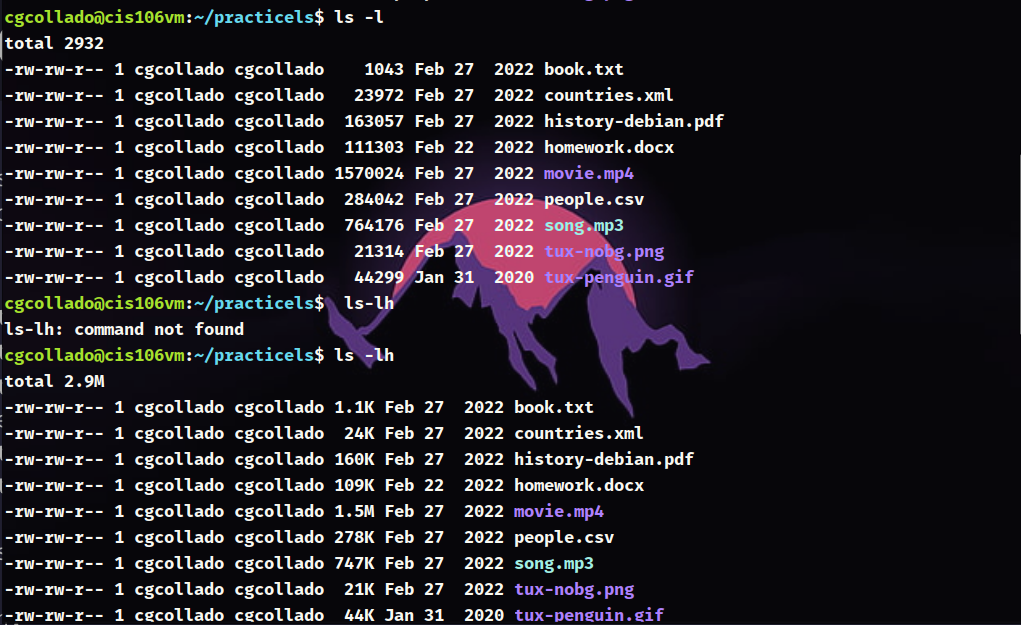 cgcollado@cis106vm:~/practicels$ ls -l
total 2932
-rw-rw-r-- 1 cgcollado cgcollado    1043 Feb 27  2022 book.txt
-rw-rw-r-- 1 cgcollado cgcollado   23972 Feb 27  2022 countries.xml
-rw-rw-r-- 1 cgcollado cgcollado  163057 Feb 27  2022 history-debian.pdf
-rw-rw-r-- 1 cgcollado cgcollado  111303 Feb 22  2022 homework.docx
-rw-rw-r-- 1 cgcollado cgcollado 1570024 Feb 27  2022 movie.mp4
-rw-rw-r-- 1 cgcollado cgcollado  284042 Feb 27  2022 people.csv
-rw-rw-r-- 1 cgcollado cgcollado  764176 Feb 27  2022 song.mp3
-rw-rw-r-- 1 cgcollado cgcollado   21314 Feb 27  2022 tux-nobg.png
-rw-rw-r-- 1 cgcollado cgcollado   44299 Jan 31  2020 tux-penguin.gif
cgcollado@cis106vm:~/practicels$  ls-lh
ls-lh: command not found
cgcollado@cis106vm:~/practicels$ ls -lh
total 2.9M
-rw-rw-r-- 1 cgcollado cgcollado 1.1K Feb 27  2022 book.txt
-rw-rw-r-- 1 cgcollado cgcollado  24K Feb 27  2022 countries.xml
-rw-rw-r-- 1 cgcollado cgcollado 160K Feb 27  2022 history-debian.pdf
-rw-rw-r-- 1 cgcollado cgcollado 109K Feb 22  2022 homework.docx
-rw-rw-r-- 1 cgcollado cgcollado 1.5M Feb 27  2022 movie.mp4
-rw-rw-r-- 1 cgcollado cgcollado 278K Feb 27  2022 people.csv
-rw-rw-r-- 1 cgcollado cgcollado 747K Feb 27  2022 song.mp3
-rw-rw-r-- 1 cgcollado cgcollado  21K Feb 27  2022 tux-nobg.png
-rw-rw-r-- 1 cgcollado cgcollado  44K Jan 31  2020 tux-penguin.gif